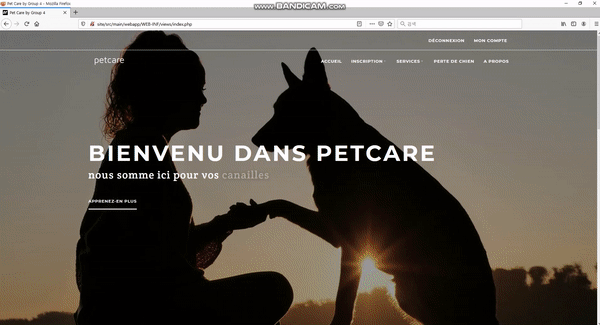 Pet Care by Group 4 - Mozilla Firefox
WWW.BANDICAM.COM
Pet Care by Group 4
site/src/main/webapp/WEB-INF/views/index.php
검색
DÉCONNEXION MON COMPTE
petcare
ACCUEIL INSCRIPTION SERVICES PERTE DE CHIEN A PROPOS
BIENVENU DANS PETCARE
nous somme ici pour vos canailles
APPRENEZ-EN PLUS